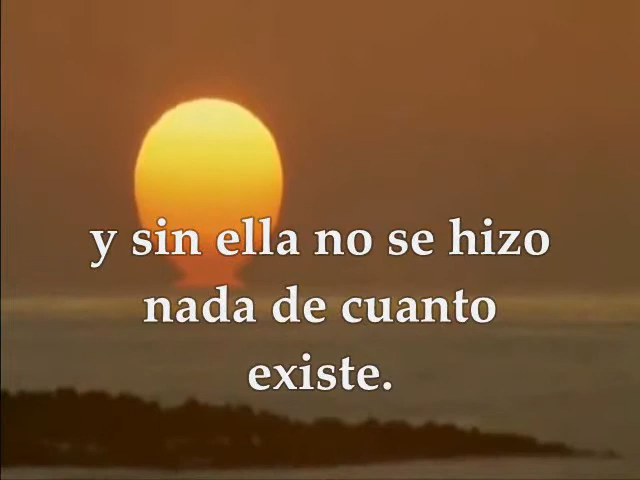 y sin ella no se hizo
nada de cuanto
existe.